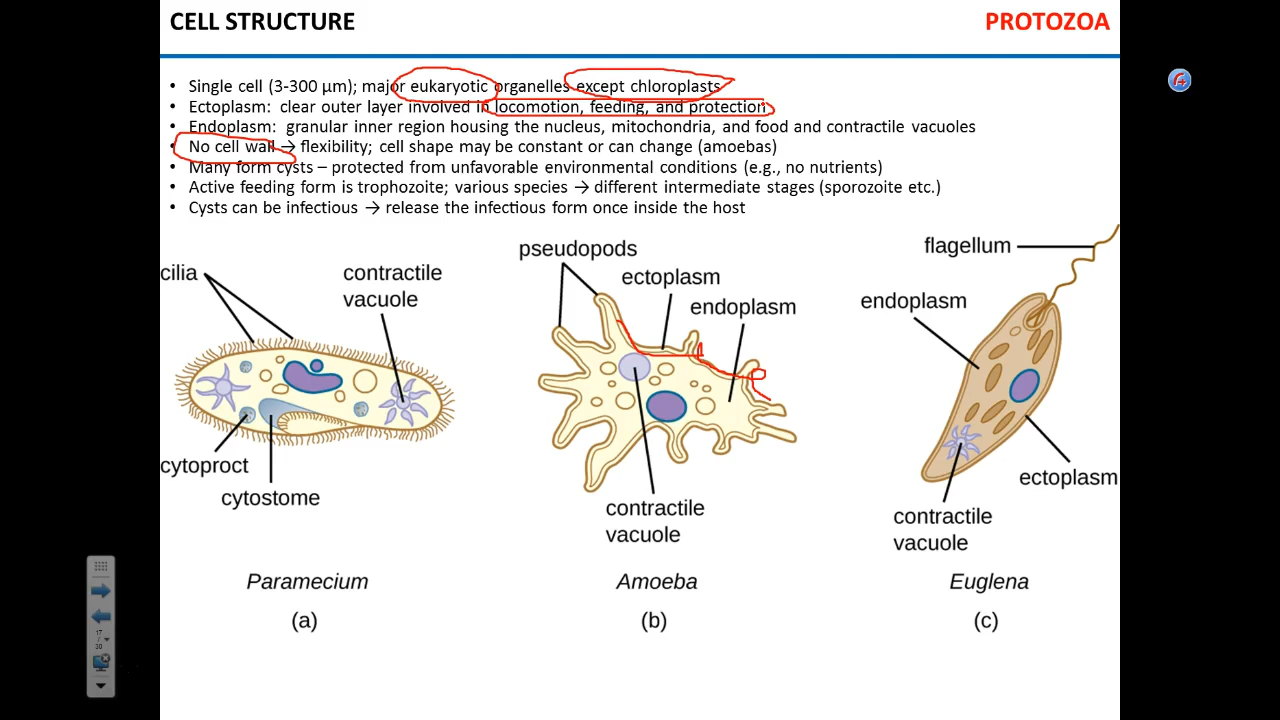 CELL STRUCTURE
PROTOZOA
• Single cell (3-300 μm); major eukaryotic organelles except chloroplasts
• Ectoplasm: clear outer layer involved in locomotion, feeding, and protection
• Endoplasm: granular inner region housing the nucleus, mitochondria, and food and contractile vacuoles
• No cell wall → flexibility; cell shape may be constant or can change (amoebas)
• Many form cysts – protected from unfavorable environmental conditions (e.g., no nutrients)
• Active feeding form is trophozoite; various species → different intermediate stages (sporozoite etc.)
• Cysts can be infectious → release the infectious form once inside the host
cilia
contractile
vacuole
cytoproct
cytostome
Paramecium
(a)
pseudopods
ectoplasm
endoplasm
contractile
vacuole
Amoeba
(b)
flagellum
endoplasm
ectoplasm
contractile
vacuole
Euglena
(c)
17
/
30